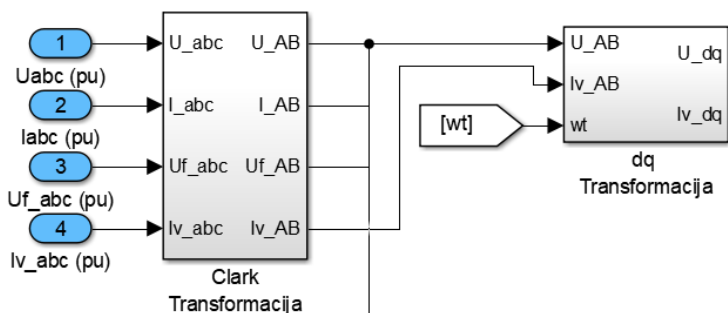 1
Uabc (pu)
2
Iabc (pu)
3
Uf_abc (pu)
4
Iv_abc (pu)
U_abc
U_AB
I_abc
I_AB
Uf_abc
Uf_AB
Iv_abc
Iv_AB
Clark
Transformacija
[wt]
U_AB
U_dq
Iv_AB
Iv_dq
wt
dq
Transformacija